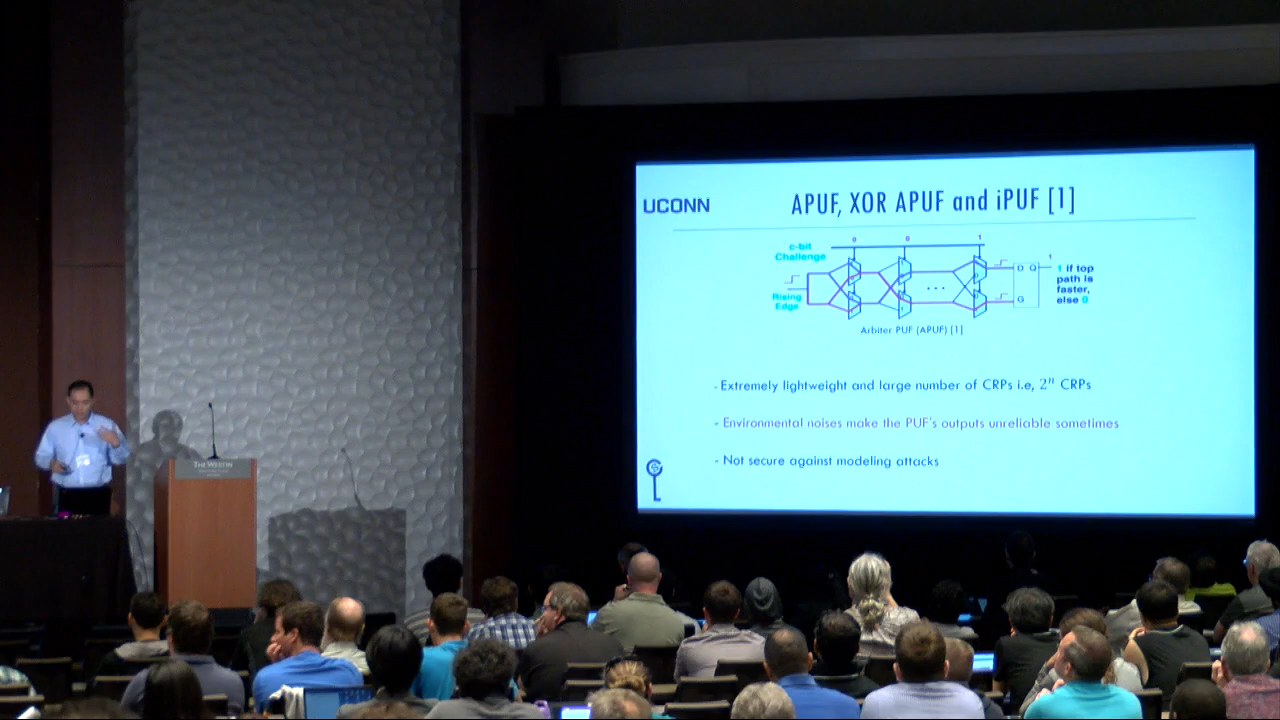 UCONN
APUF, XOR APUF and iPUF [1]
c-bit
Challenge
0
0
1
Rising
Edge
...
D Q
G
1
1 if top
path is
faster,
else 0
Arbiter PUF (APUF) [1]
- Extremely lightweight and large number of CRPs i.e, 2ⁿ CRPs
- Environmental noises make the PUF's outputs unreliable sometimes
- Not secure against modeling attacks
THE WESTIN